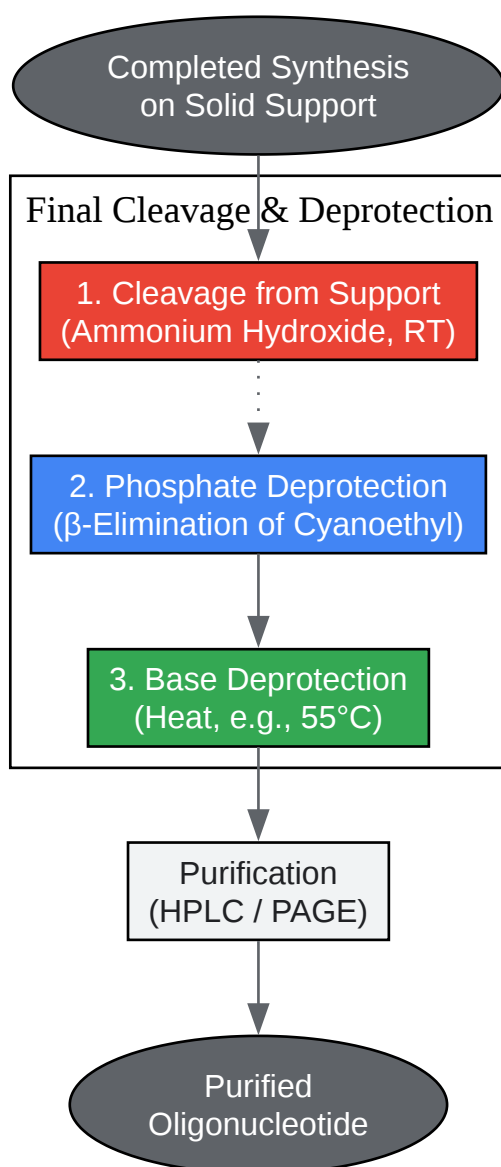 Completed Synthesis
on Solid Support
Final Cleavage & Deprotection
1. Cleavage from Support
(Ammonium Hydroxide, RT)
2. Phosphate Deprotection
(β-Elimination of Cyanoethyl)
3. Base Deprotection
(Heat, e.g., 55°C)
Purification
(HPLC / PAGE)
Purified
Oligonucleotide